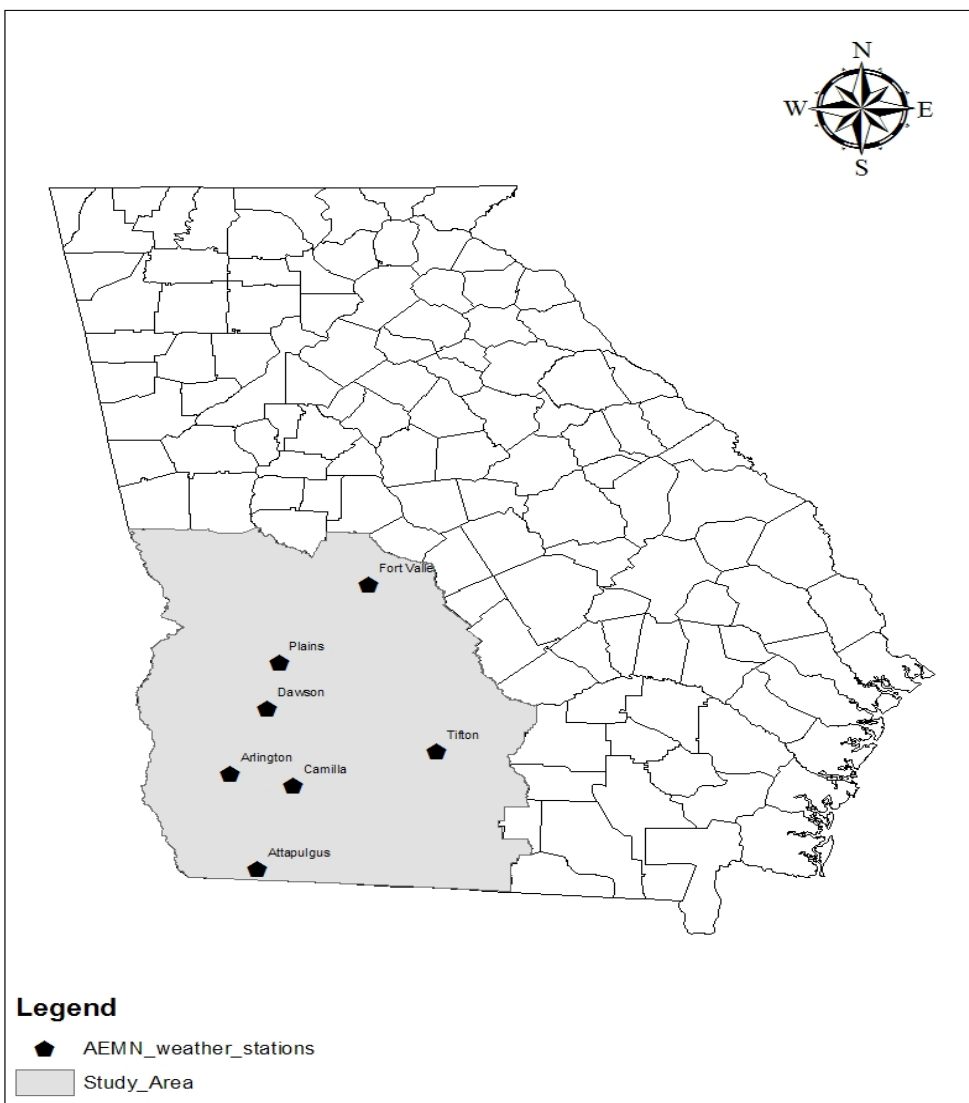 N
W E
S
Fort Valle
Plains
Dawson
Tifton
Arlington
Camilla
Attapulgus
Legend
AEMN_weather_stations
Study_Area